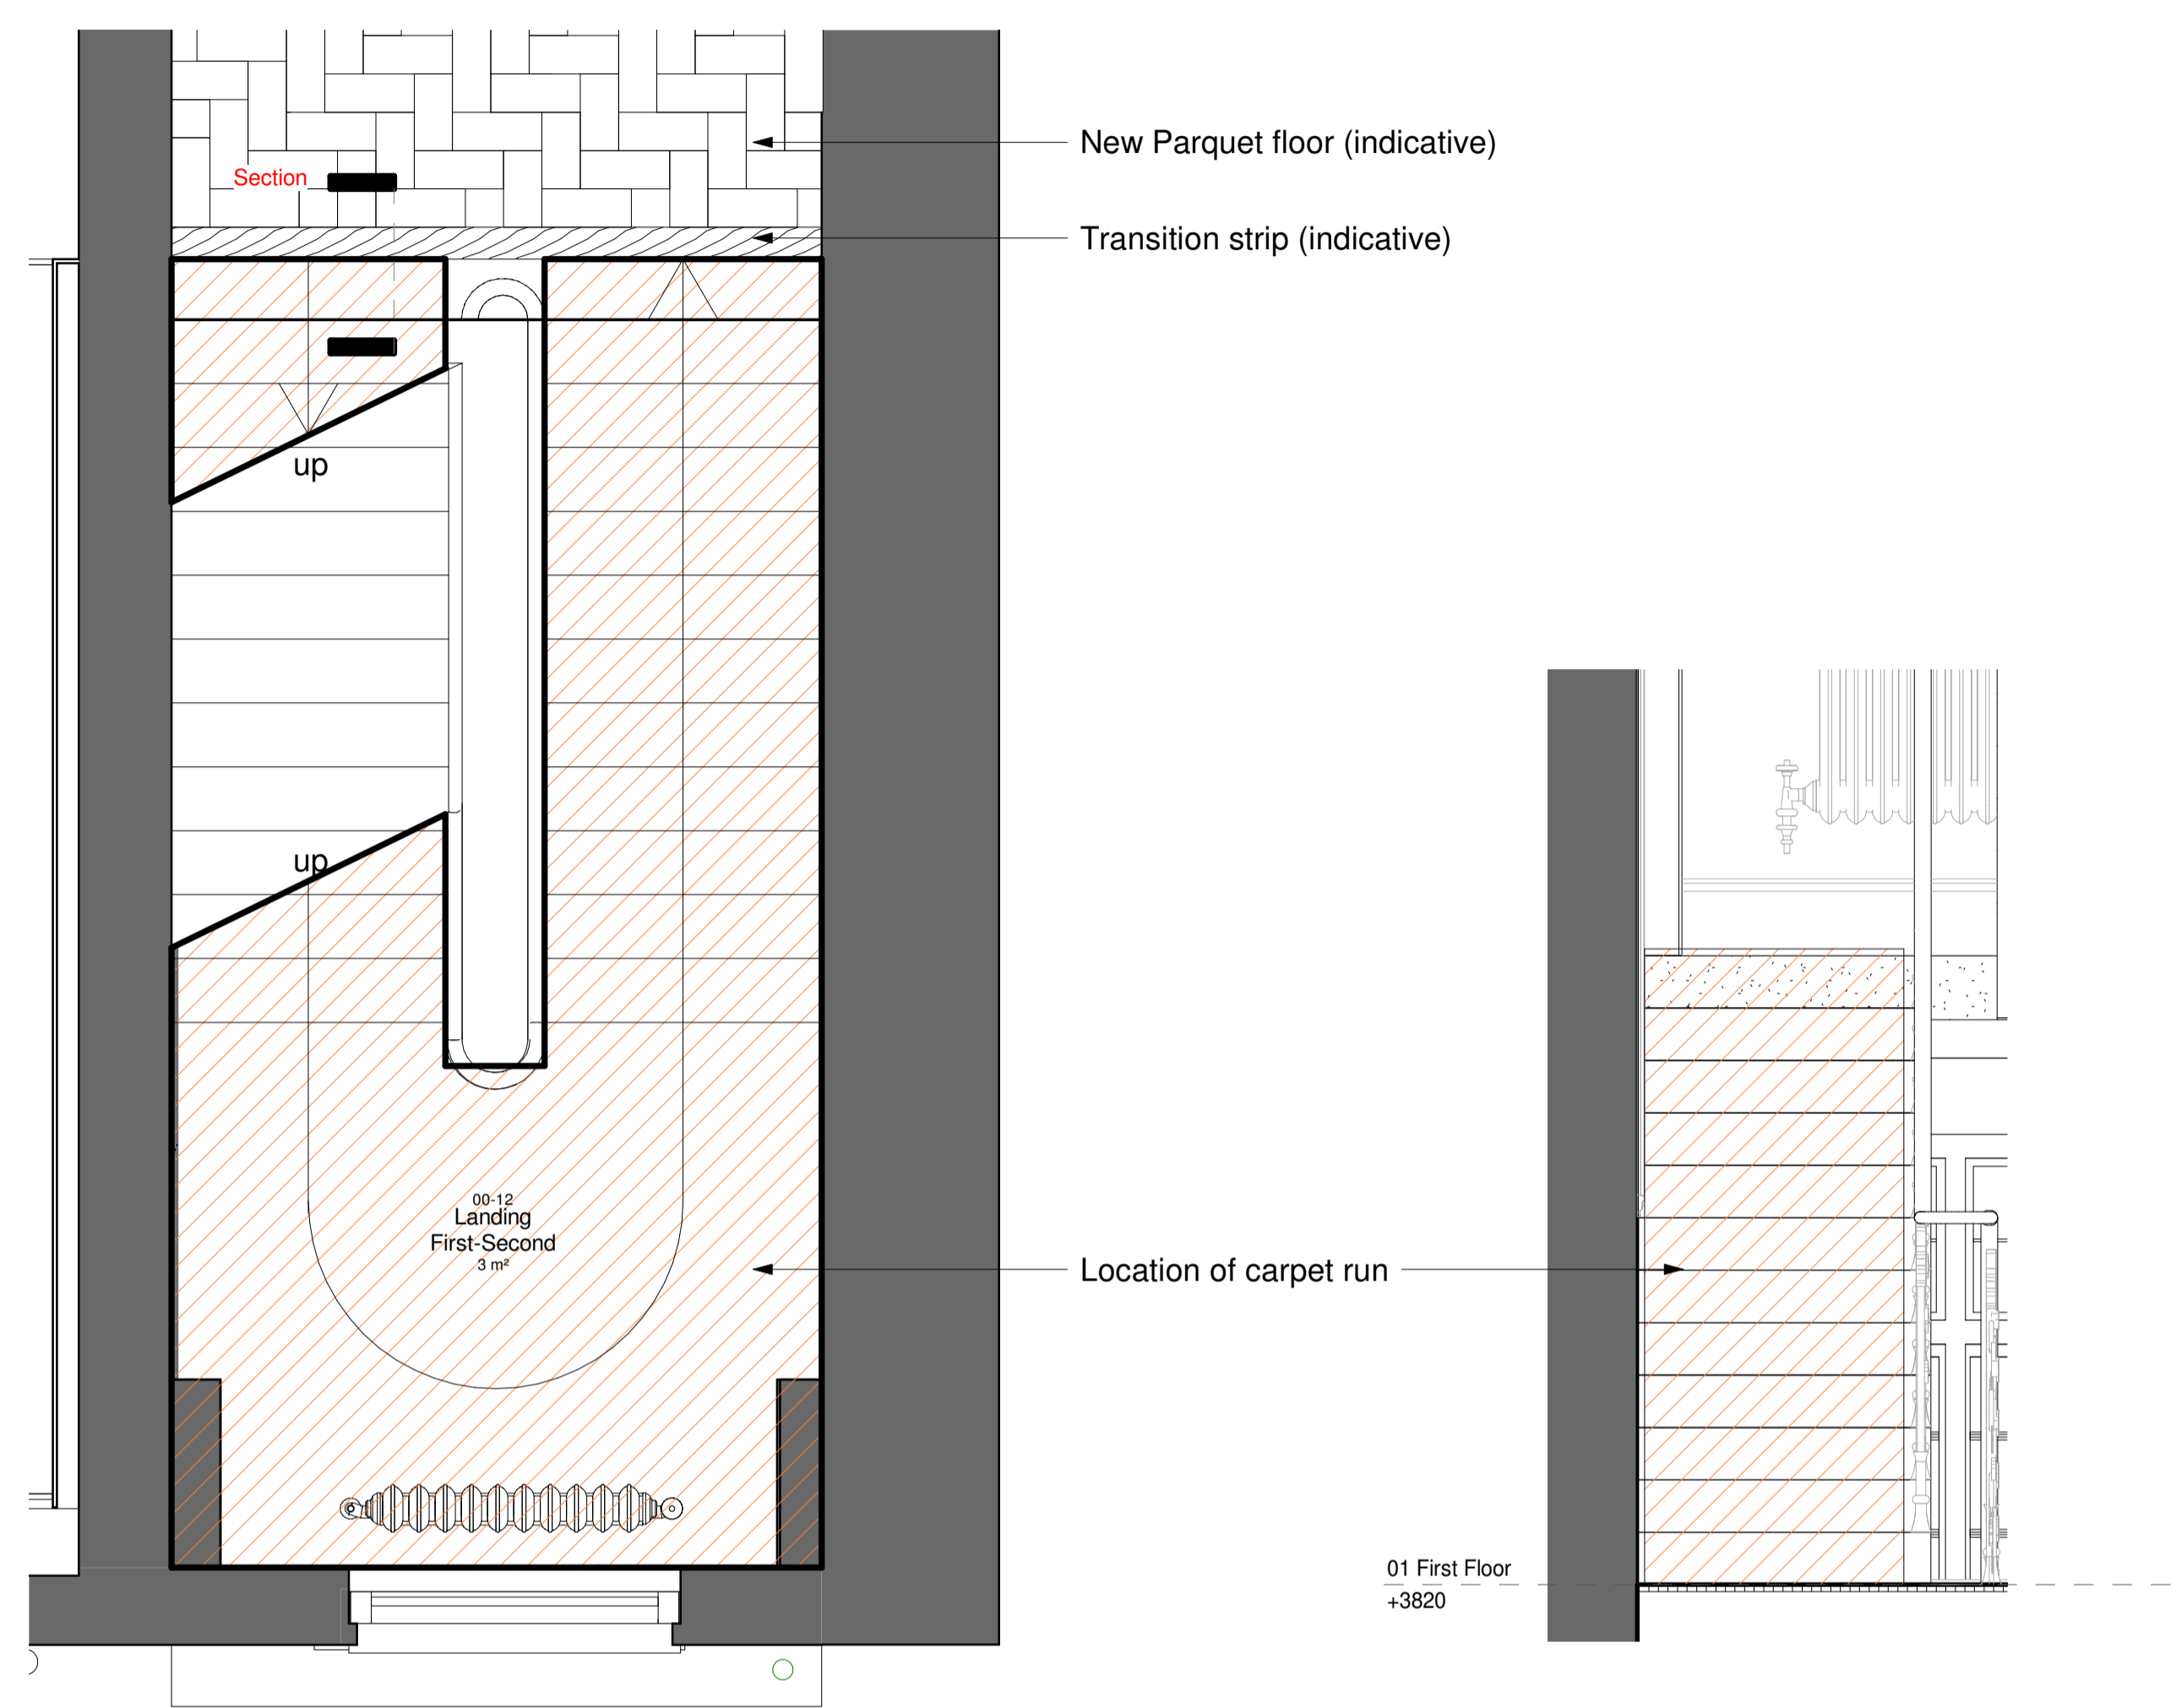 New Parquet floor (indicative)
Section
Transition strip (indicative)
up
up
00-12
Landing
First-Second
3 m²
Location of carpet run
01 First Floor
+3820